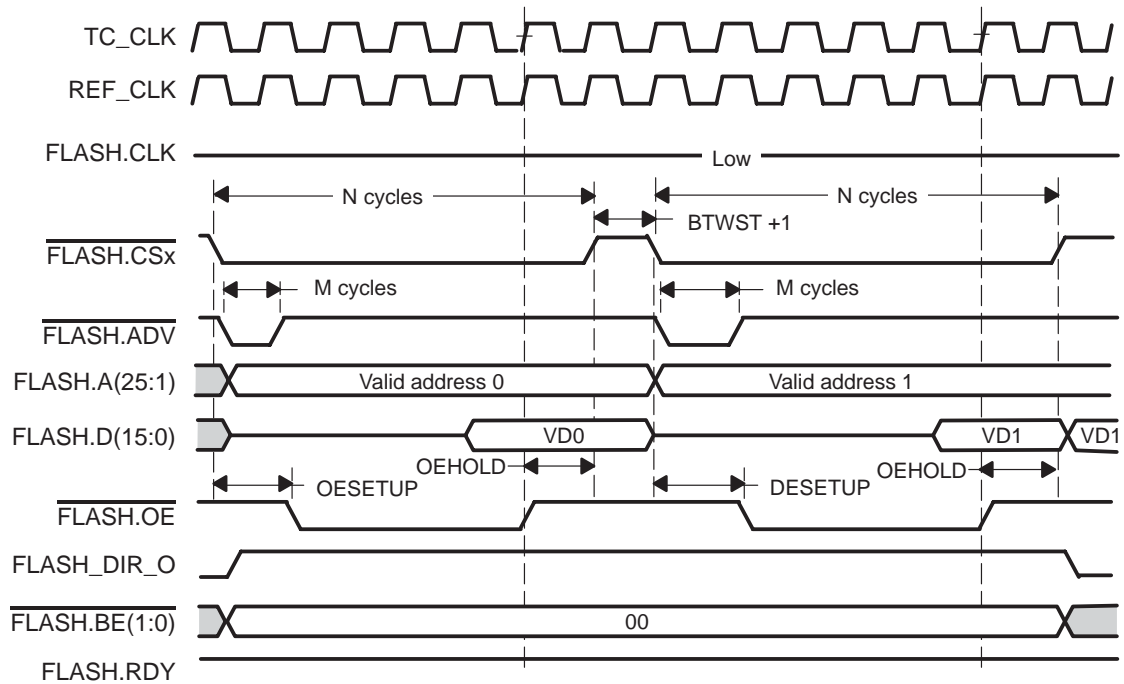 TC_CLK
REF_CLK
FLASH.CLK
Low
N cycles
N cycles
BTWST +1
FLASH.CSx
M cycles
M cycles
FLASH.ADV
FLASH.A(25:1)
Valid address 0
Valid address 1
FLASH.D(15:0)
VD0
VD1
VD1
OEHOLD
OEHOLD
OESETUP
DESETUP
FLASH.OE
FLASH_DIR_O
FLASH.BE(1:0)
00
FLASH.RDY